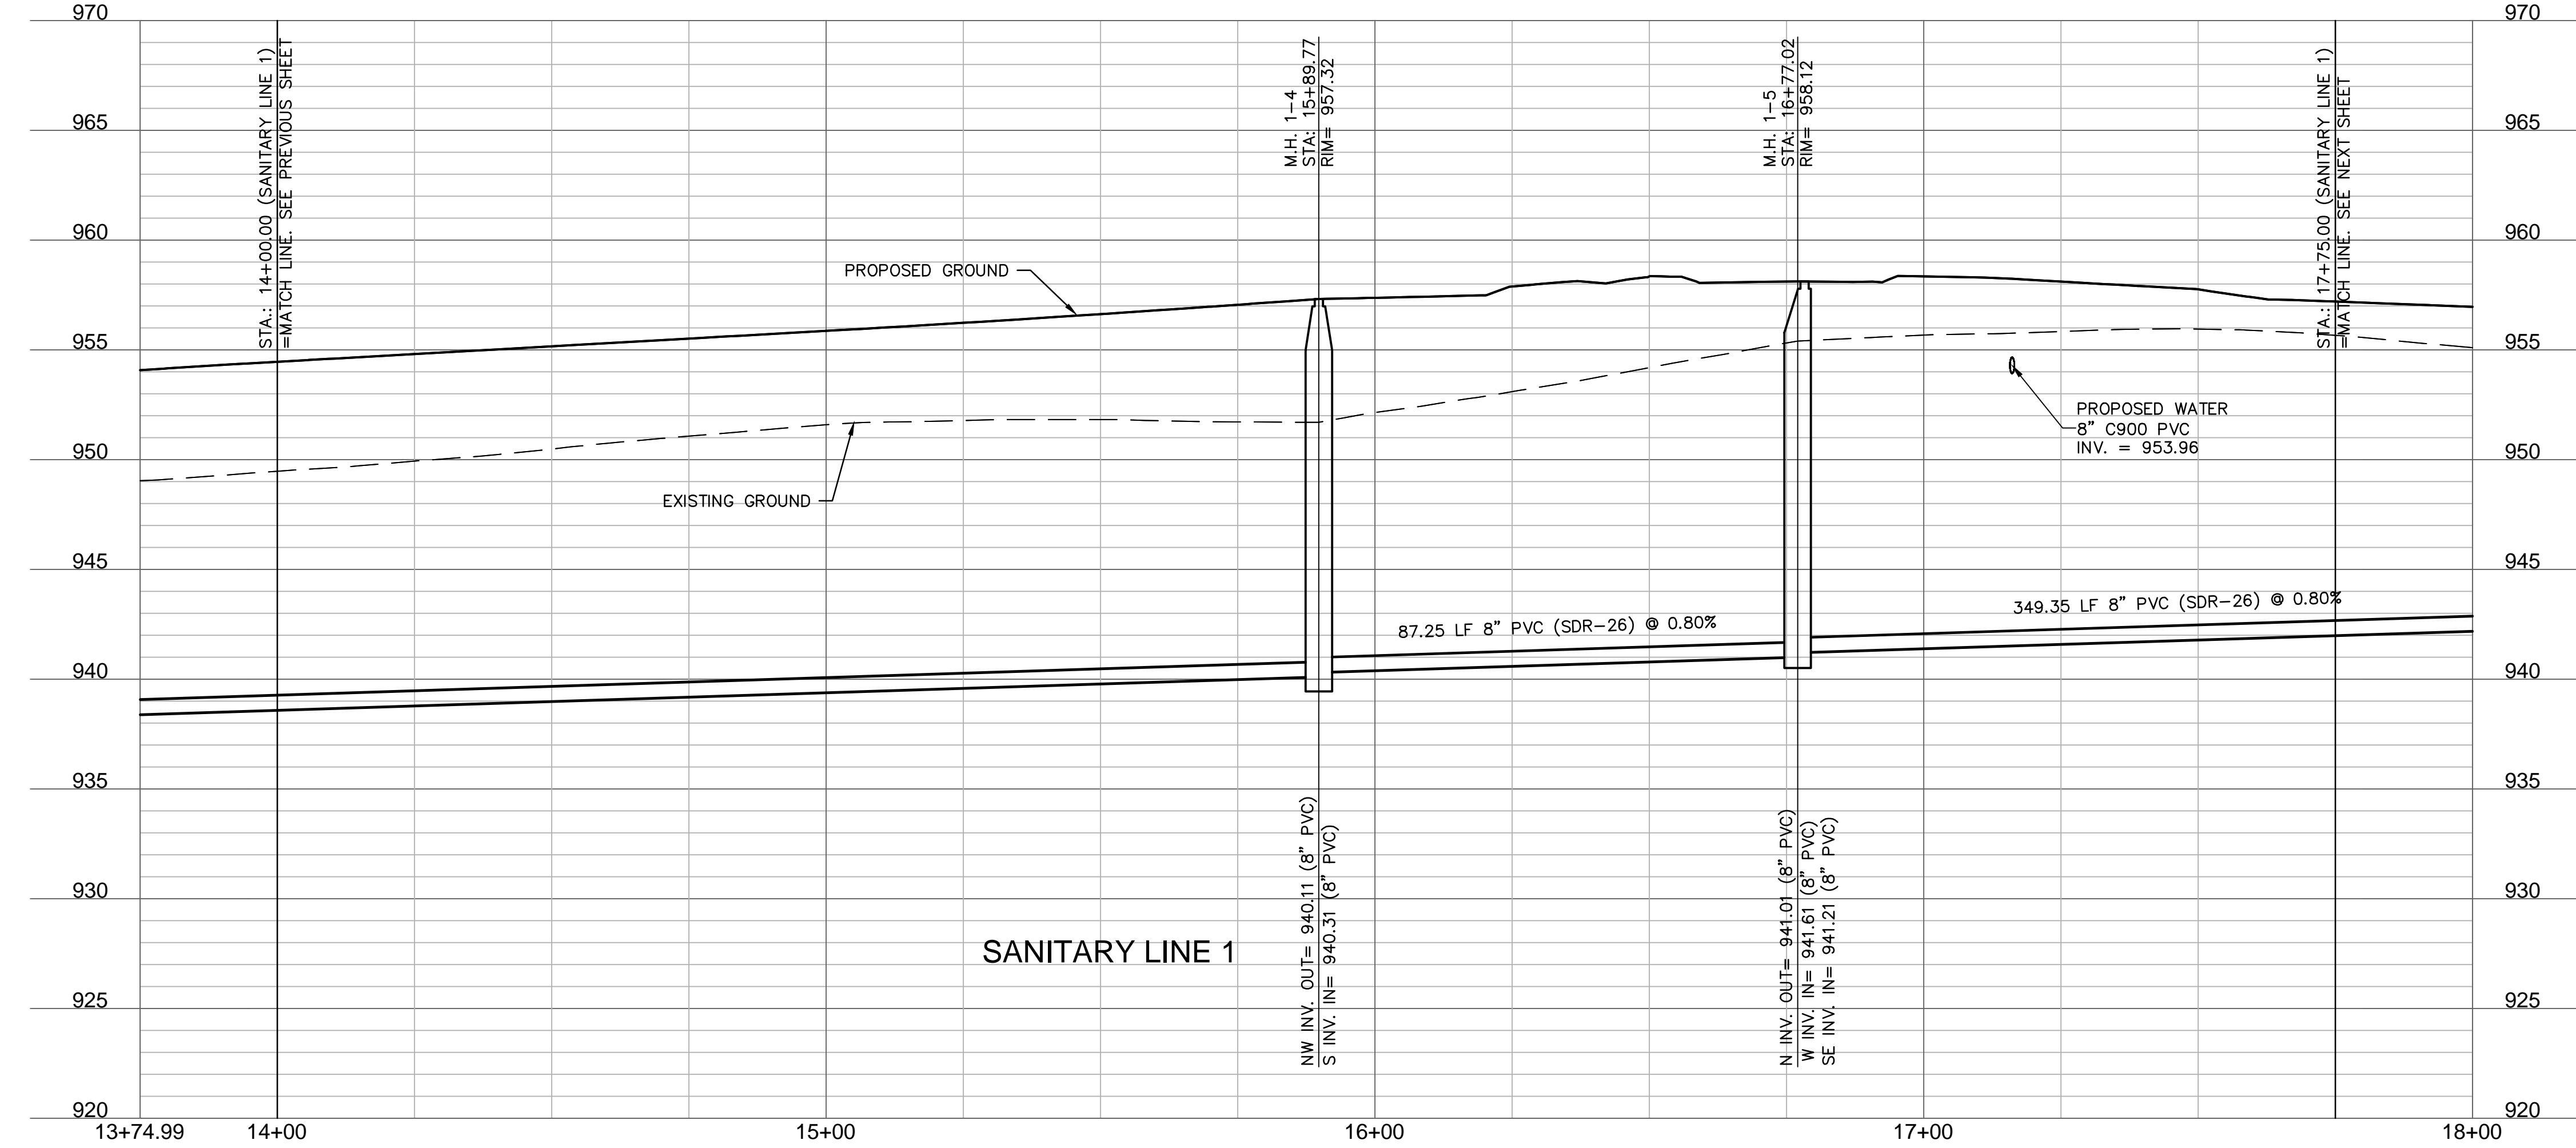 970
970
STA.: 14+00.00 (SANITARY LINE 1)
=MATCH LINE. SEE PREVIOUS SHEET
M.H. 1-4
STA: 15+89.77
RIM= 957.32
M.H. 1-5
STA: 16+77.02
RIM= 958.12
STA.: 17+75.00 (SANITARY LINE 1)
=MATCH LINE. SEE NEXT SHEET
965
965
960
960
PROPOSED GROUND
955
955
PROPOSED WATER
8" C900 PVC
INV. = 953.96
950
950
EXISTING GROUND
945
945
87.25 LF 8" PVC (SDR-26) @ 0.80%
349.35 LF 8" PVC (SDR-26) @ 0.80%
940
940
935
935
NW INV. OUT= 940.11 (8" PVC)
S INV. IN= 940.31 (8" PVC)
N INV. OUT= 941.01 (8" PVC)
W INV. IN= 941.61 (8" PVC)
SE INV. IN= 941.21 (8" PVC)
930
930
SANITARY LINE 1
925
925
920
920
13+74.99
14+00
15+00
16+00
17+00
18+00